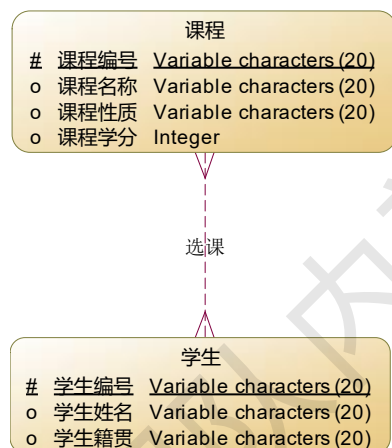 课程
# 课程编号 Variable characters (20)
o 课程名称 Variable characters (20)
o 课程性质 Variable characters (20)
o 课程学分 Integer
选课
学生
# 学生编号 Variable characters (20)
o 学生姓名 Variable characters (20)
o 学生籍贯 Variable characters (20)